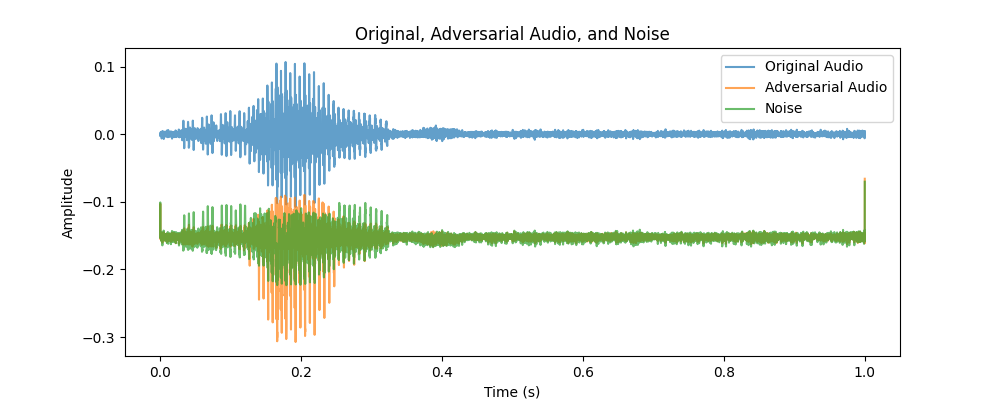 Original, Adversarial Audio, and Noise
Original Audio
Adversarial Audio
Noise
Amplitude
0.1
0.0
−0.1
−0.2
−0.3
0.0 0.2 0.4 0.6 0.8 1.0
Time (s)